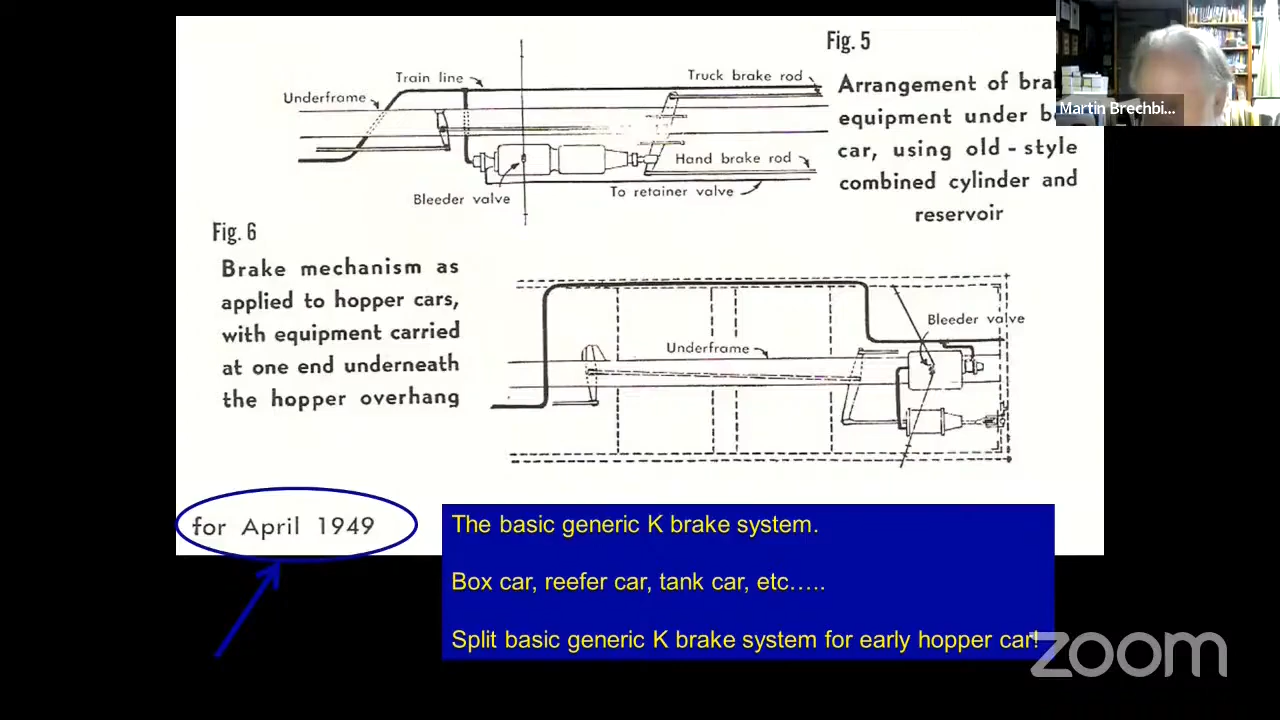 Fig. 5
Arrangement of
equipment under
car, using old-style
combined cylinder and
reservoir
Train line
Underframe
Truck brake rod
Hand brake rod
To retainer valve
Bleeder valve
Fig. 6
Brake mechanism as
applied to hopper cars,
with equipment carried
at one end underneath
the hopper overhang
Bleeder valve
Underframe
for April 1949
The basic generic K brake system.
Box car, reefer car, tank car, etc…..
Split basic generic K brake system for early hopper car!
Martin Brechbi...
zoom